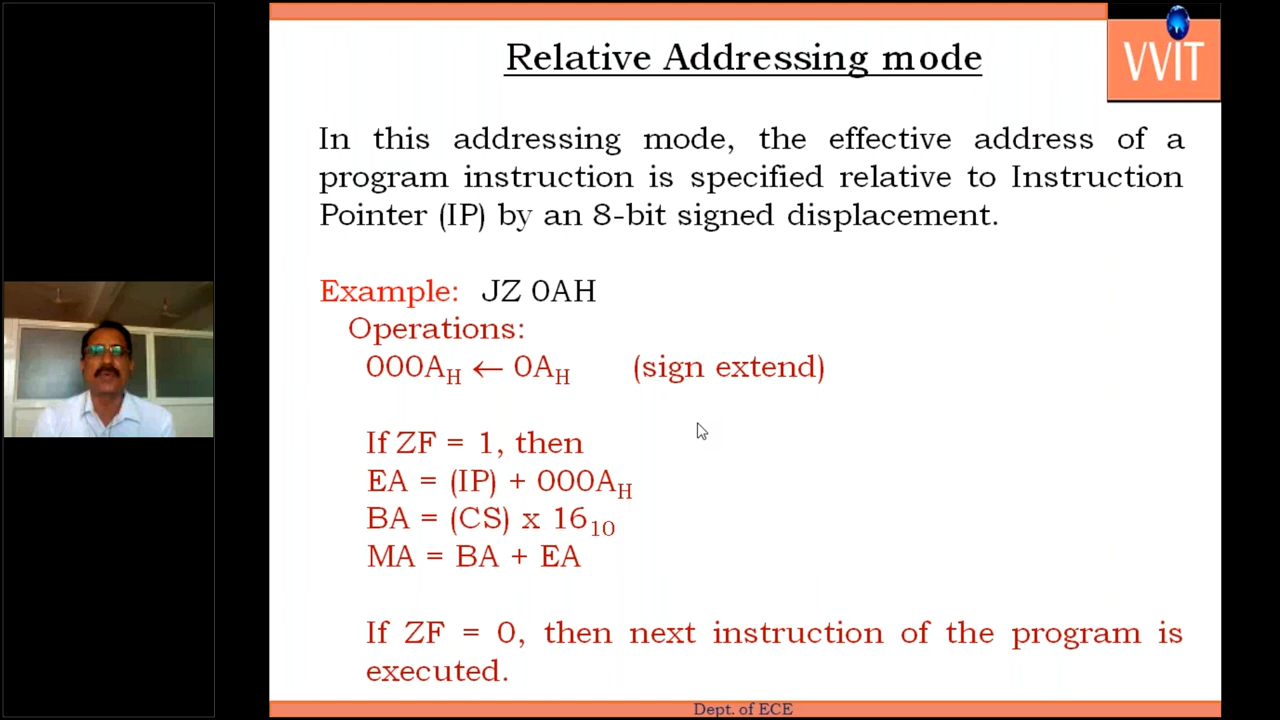 Relative Addressing mode
VVIT
In this addressing mode, the effective address of a
program instruction is specified relative to Instruction
Pointer (IP) by an 8-bit signed displacement.
Example: JZ 0AH
Operations:
000AH ← 0AH (sign extend)
If ZF = 1, then
EA = (IP) + 000AH
BA = (CS) x 1610
MA = BA + EA
If ZF = 0, then next instruction of the program is
executed.
Dept. of ECE